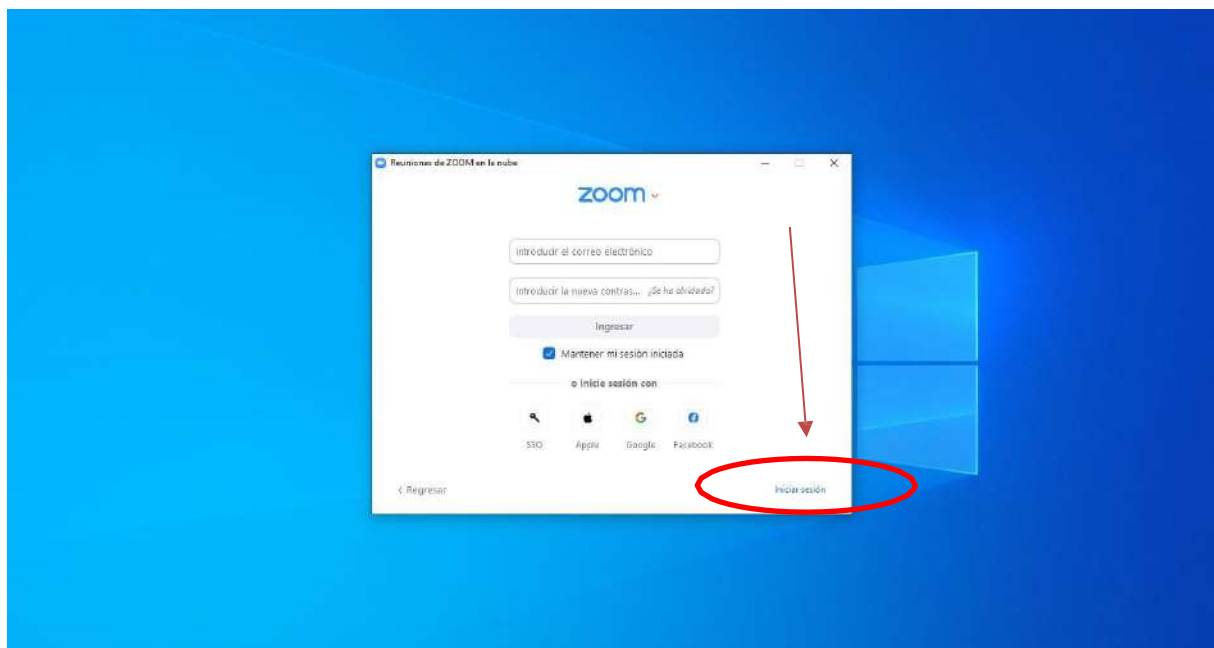 Reuniones de ZOOM en la nube
zoom
Introducir el correo electrónico
Introducir la nueva contras... ¿Se ha olvidado?
Ingresar
Mantener mi sesión iniciada
o inicie sesión con
SSO Apple Google Facebook
< Regresar Iniciar sesión